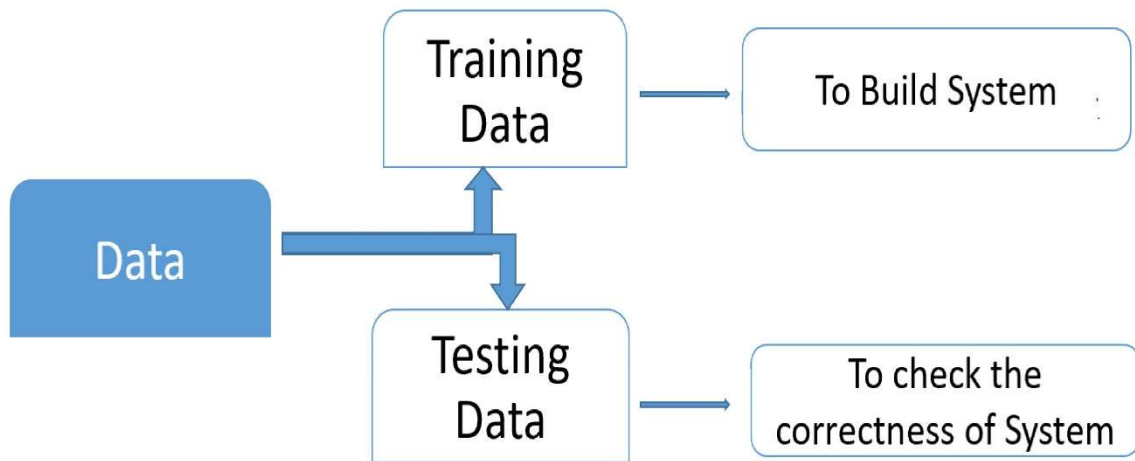 Training
Data
To Build System
Data
Testing
Data
To check the
correctness of System